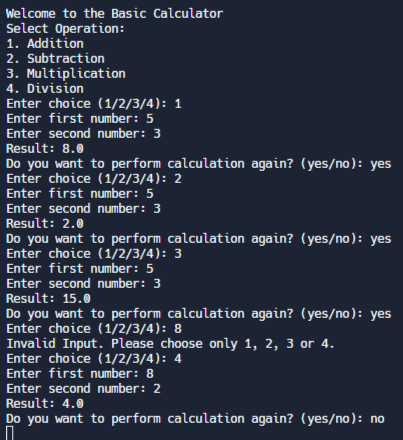 Welcome to the Basic Calculator
Select Operation:
1. Addition
2. Subtraction
3. Multiplication
4. Division
Enter choice (1/2/3/4): 1
Enter first number: 5
Enter second number: 3
Result: 8.0
Do you want to perform calculation again? (yes/no): yes
Enter choice (1/2/3/4): 2
Enter first number: 5
Enter second number: 3
Result: 2.0
Do you want to perform calculation again? (yes/no): yes
Enter choice (1/2/3/4): 3
Enter first number: 5
Enter second number: 3
Result: 15.0
Do you want to perform calculation again? (yes/no): yes
Enter choice (1/2/3/4): 8
Invalid Input. Please choose only 1, 2, 3 or 4.
Enter choice (1/2/3/4): 4
Enter first number: 8
Enter second number: 2
Result: 4.0
Do you want to perform calculation again? (yes/no): no